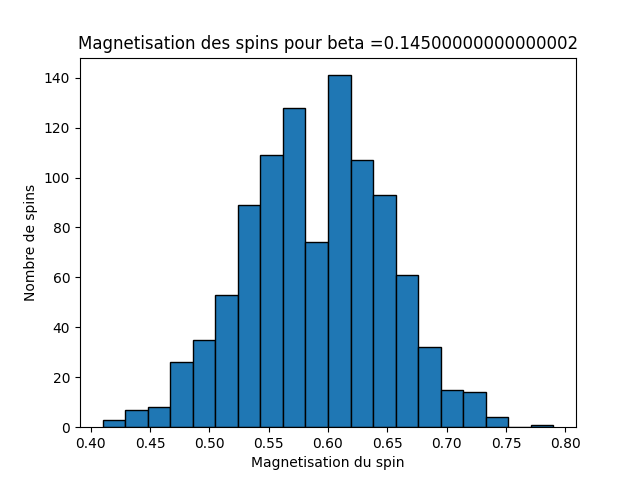 Magnetisation des spins pour beta =0.14500000000000002
140
120
100
80
60
40
20
0
Nombre de spins
0.40 0.45 0.50 0.55 0.60 0.65 0.70 0.75 0.80
Magnetisation du spin